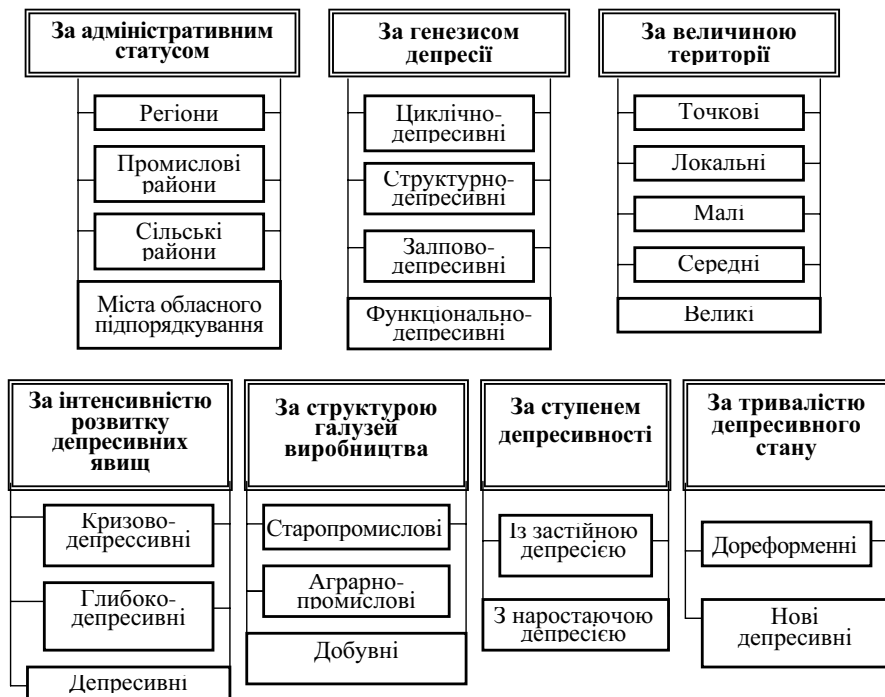 За адміністративним
статусом
Регіони
Промислові
райони
Сільські
райони
Міста обласного
підпорядкування
За генезисом
депресії
Циклічно-
депресивні
Структурно-
депресивні
Залпово-
депресивні
Функціонально-
депресивні
За величиною
території
Точкові
Локальні
Малі
Середні
Великі
За інтенсивністю
розвитку
депресивних
явищ
Кризово-
депрессивні
Глибоко-
депресивні
Депресивні
За структурою
галузей
виробництва
Старопромислові
Аграрно-
промислові
Добувні
За ступенем
депресивності
Із застійною
депресією
З наростаючою
депресією
За тривалістю
депресивного
стану
Дореформенні
Нові
депресивні